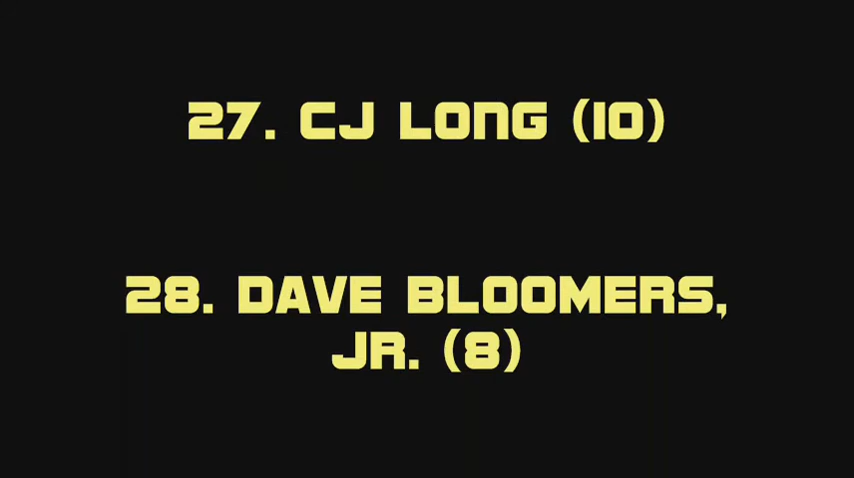 27. CJ LONG (10)
28. DAVE BLOOMERS,
JR. (8)